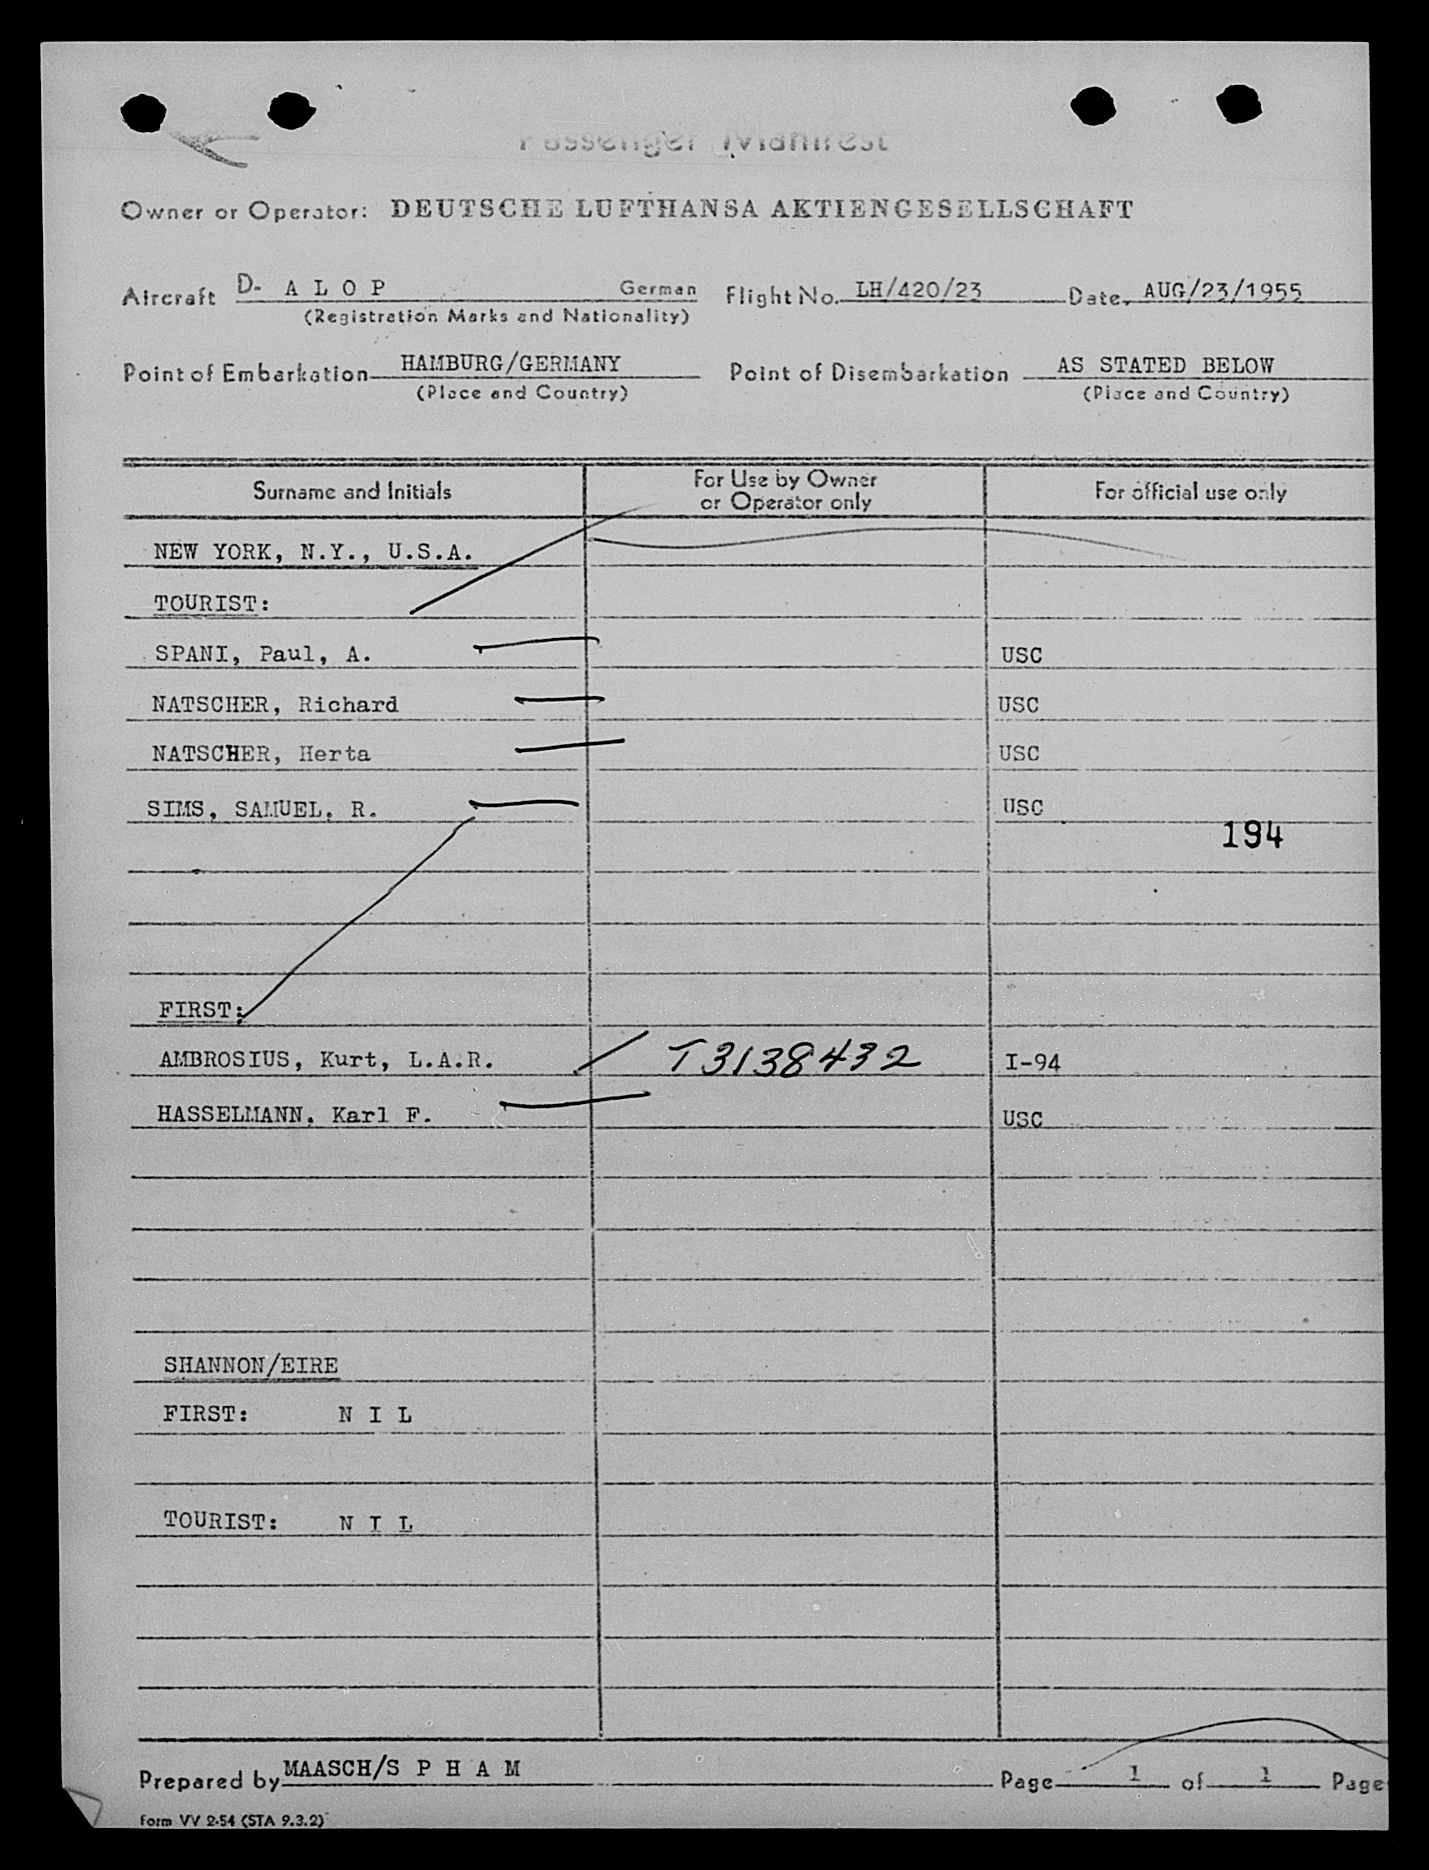 Passenger Manifest
Owner or Operator: DEUTSCHE LUFTHANSA AKTIENGESELLSCHAFT
Aircraft D- A L O P German Flight No. LH/420/23 Date. AUG/23/1955
(Registration Marks and Nationality)
Point of Embarkation HAMBURG/GERMANY Point of Disembarkation AS STATED BELOW
(Place and Country) (Place and Country)
Surname and Initials For Use by Owner or Operator only For official use only
NEW YORK, N.Y., U.S.A.
TOURIST:
SPANI, Paul, A. USC
NATSCHER, Richard USC
NATSCHER, Herta USC
SIMS, SAMUEL, R. USC
194
FIRST:
AMBROSIUS, Kurt, L.A.R. T3138432 I-94
HASSELMANN, Karl F. USC
SHANNON/EIRE
FIRST: N I L
TOURIST: N I L
Prepared by MAASCH/S P H A M Page 1 of 1 Page
Form VV 2-54 (STA 9.3.2)